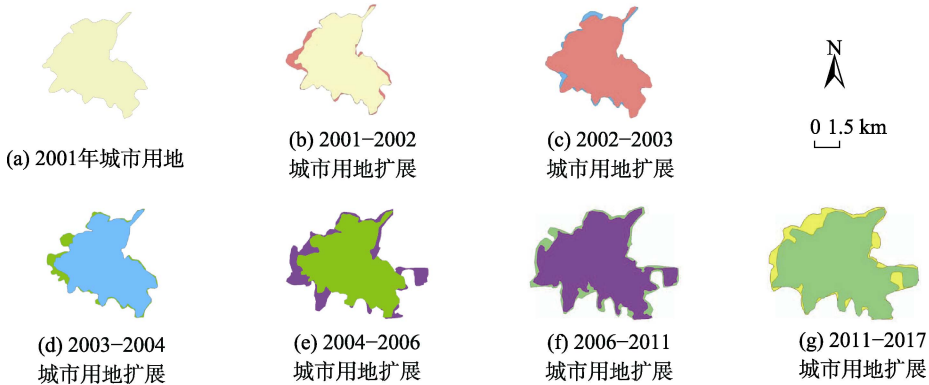 N
0 1.5 km
(a) 2001年城市用地
(b) 2001−2002
城市用地扩展
(c) 2002−2003
城市用地扩展
(d) 2003−2004
城市用地扩展
(e) 2004−2006
城市用地扩展
(f) 2006−2011
城市用地扩展
(g) 2011−2017
城市用地扩展